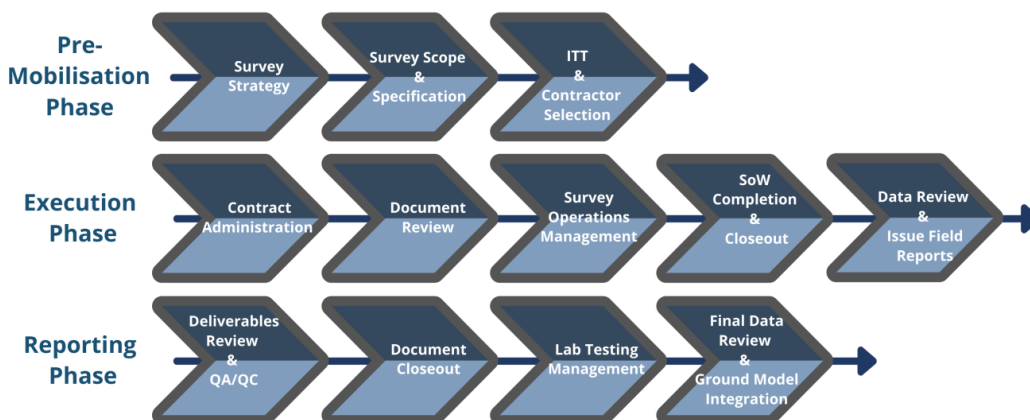 Pre-
Mobilisation
Phase
Survey
Strategy
Survey Scope
&
Specification
ITT
&
Contractor
Selection
Execution
Phase
Contract
Administration
Document
Review
Survey
Operations
Management
SoW
Completion
&
Closeout
Data Review
&
Issue Field
Reports
Reporting
Phase
Deliverables
Review
&
QA/QC
Document
Closeout
Lab Testing
Management
Final Data
Review
&
Ground Model
Integration